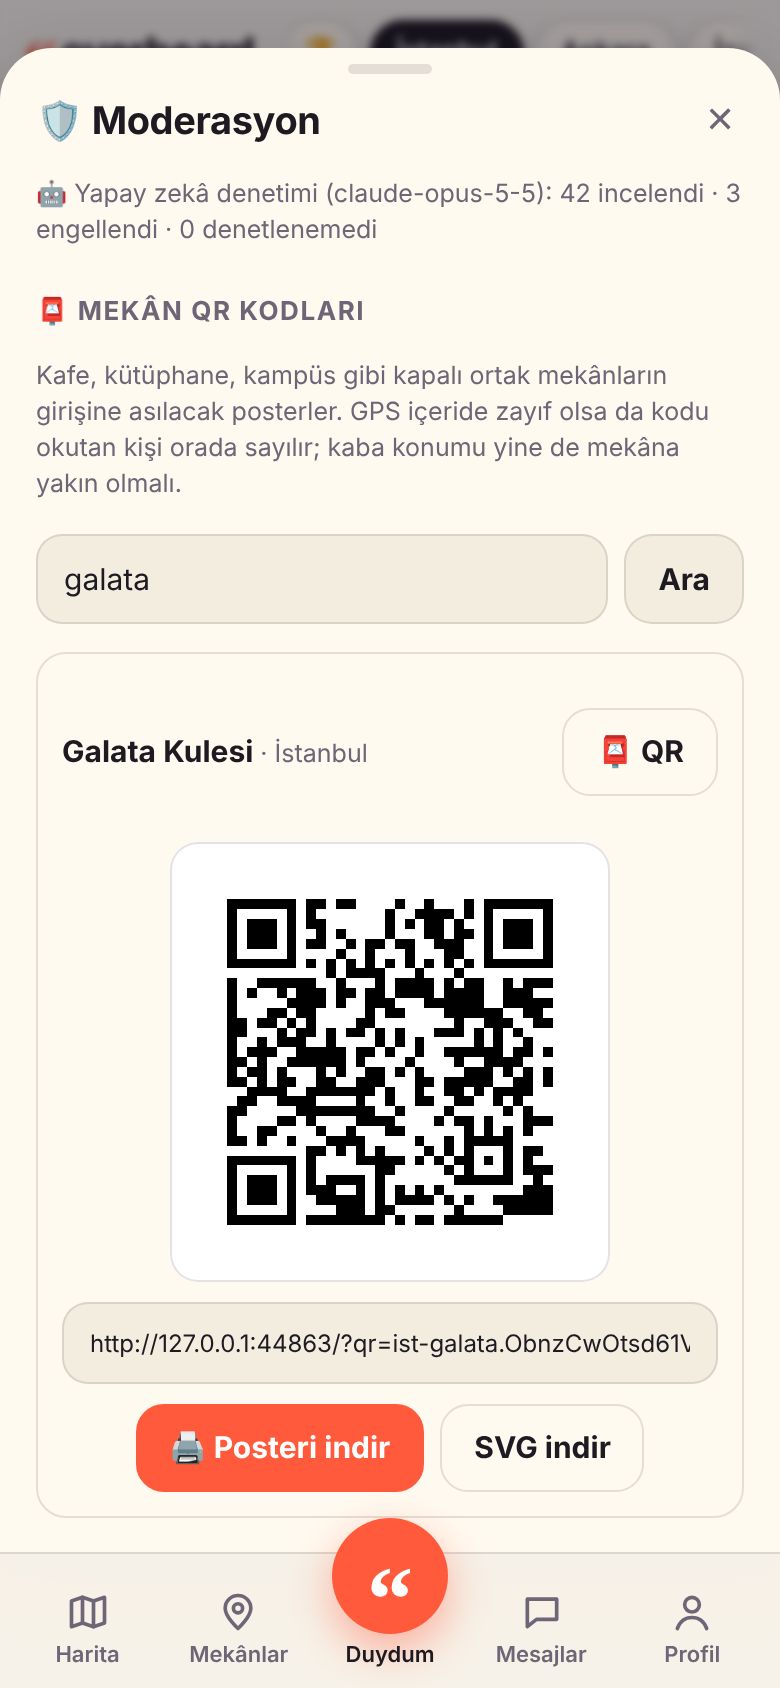 Moderasyon
Yapay zekâ denetimi (claude-opus-5-5): 42 incelendi · 3
engellendi · 0 denetlenemedi
MEKÂN QR KODLARI
Kafe, kütüphane, kampüs gibi kapalı ortak mekânların
girişine asılacak posterler. GPS içeride zayıf olsa da kodu
okutan kişi orada sayılır; kaba konumu yine de mekâna
yakın olmalı.
galata
Ara
Galata Kulesi · İstanbul
QR
http://127.0.0.1:44863/?qr=ist-galata.ObnzCwOtsd61
Posteri indir
SVG indir
Harita
Mekânlar
Duydum
Mesajlar
Profil